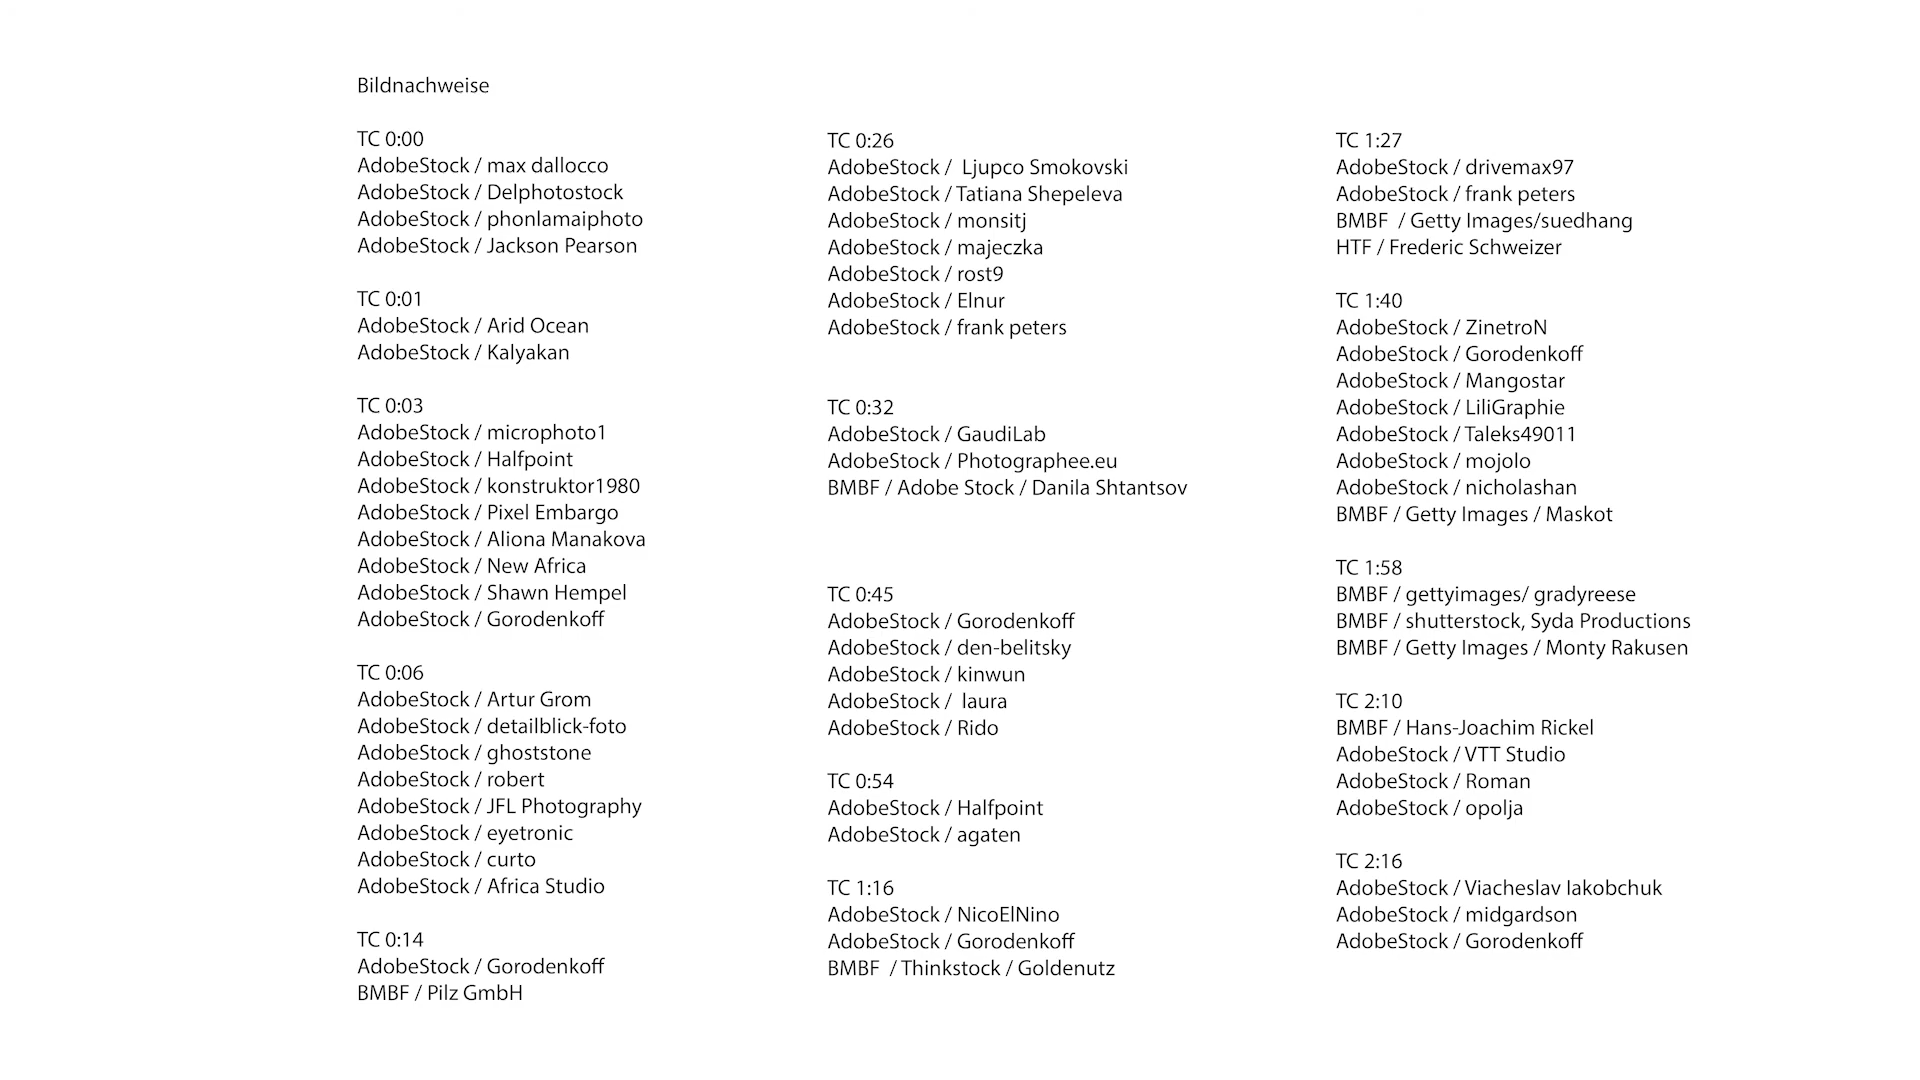 Bildnachweise
TC 0:00
AdobeStock / max dallocco
AdobeStock / Delphotostock
AdobeStock / phonlamaiphoto
AdobeStock / Jackson Pearson
TC 0:01
AdobeStock / Arid Ocean
AdobeStock / Kalyakan
TC 0:03
AdobeStock / microphoto1
AdobeStock / Halfpoint
AdobeStock / konstruktor1980
AdobeStock / Pixel Embargo
AdobeStock / Aliona Manakova
AdobeStock / New Africa
AdobeStock / Shawn Hempel
AdobeStock / Gorodenkoff
TC 0:06
AdobeStock / Artur Grom
AdobeStock / detailblick-foto
AdobeStock / ghoststone
AdobeStock / robert
AdobeStock / JFL Photography
AdobeStock / eyetronic
AdobeStock / curto
AdobeStock / Africa Studio
TC 0:14
AdobeStock / Gorodenkoff
BMBF / Pilz GmbH
TC 0:26
AdobeStock /  Ljupco Smokovski
AdobeStock / Tatiana Shepeleva
AdobeStock / monsitj
AdobeStock / majeczka
AdobeStock / rost9
AdobeStock / Elnur
AdobeStock / frank peters
TC 0:32
AdobeStock / GaudiLab
AdobeStock / Photographee.eu
BMBF / Adobe Stock / Danila Shtantsov
TC 0:45
AdobeStock / Gorodenkoff
AdobeStock / den-belitsky
AdobeStock / kinwun
AdobeStock /  laura
AdobeStock / Rido
TC 0:54
AdobeStock / Halfpoint
AdobeStock / agaten
TC 1:16
AdobeStock / NicoElNino
AdobeStock / Gorodenkoff
BMBF  / Thinkstock / Goldenutz
TC 1:27
AdobeStock / drivemax97
AdobeStock / frank peters
BMBF  / Getty Images/suedhang
HTF / Frederic Schweizer
TC 1:40
AdobeStock / ZinetroN
AdobeStock / Gorodenkoff
AdobeStock / Mangostar
AdobeStock / LiliGraphie
AdobeStock / Taleks49011
AdobeStock / mojolo
AdobeStock / nicholashan
BMBF / Getty Images / Maskot
TC 1:58
BMBF / gettyimages/ gradyreese
BMBF / shutterstock, Syda Productions
BMBF / Getty Images / Monty Rakusen
TC 2:10
BMBF / Hans-Joachim Rickel
AdobeStock / VTT Studio
AdobeStock / Roman
AdobeStock / opolja
TC 2:16
AdobeStock / Viacheslav Iakobchuk
AdobeStock / midgardson
AdobeStock / Gorodenkoff